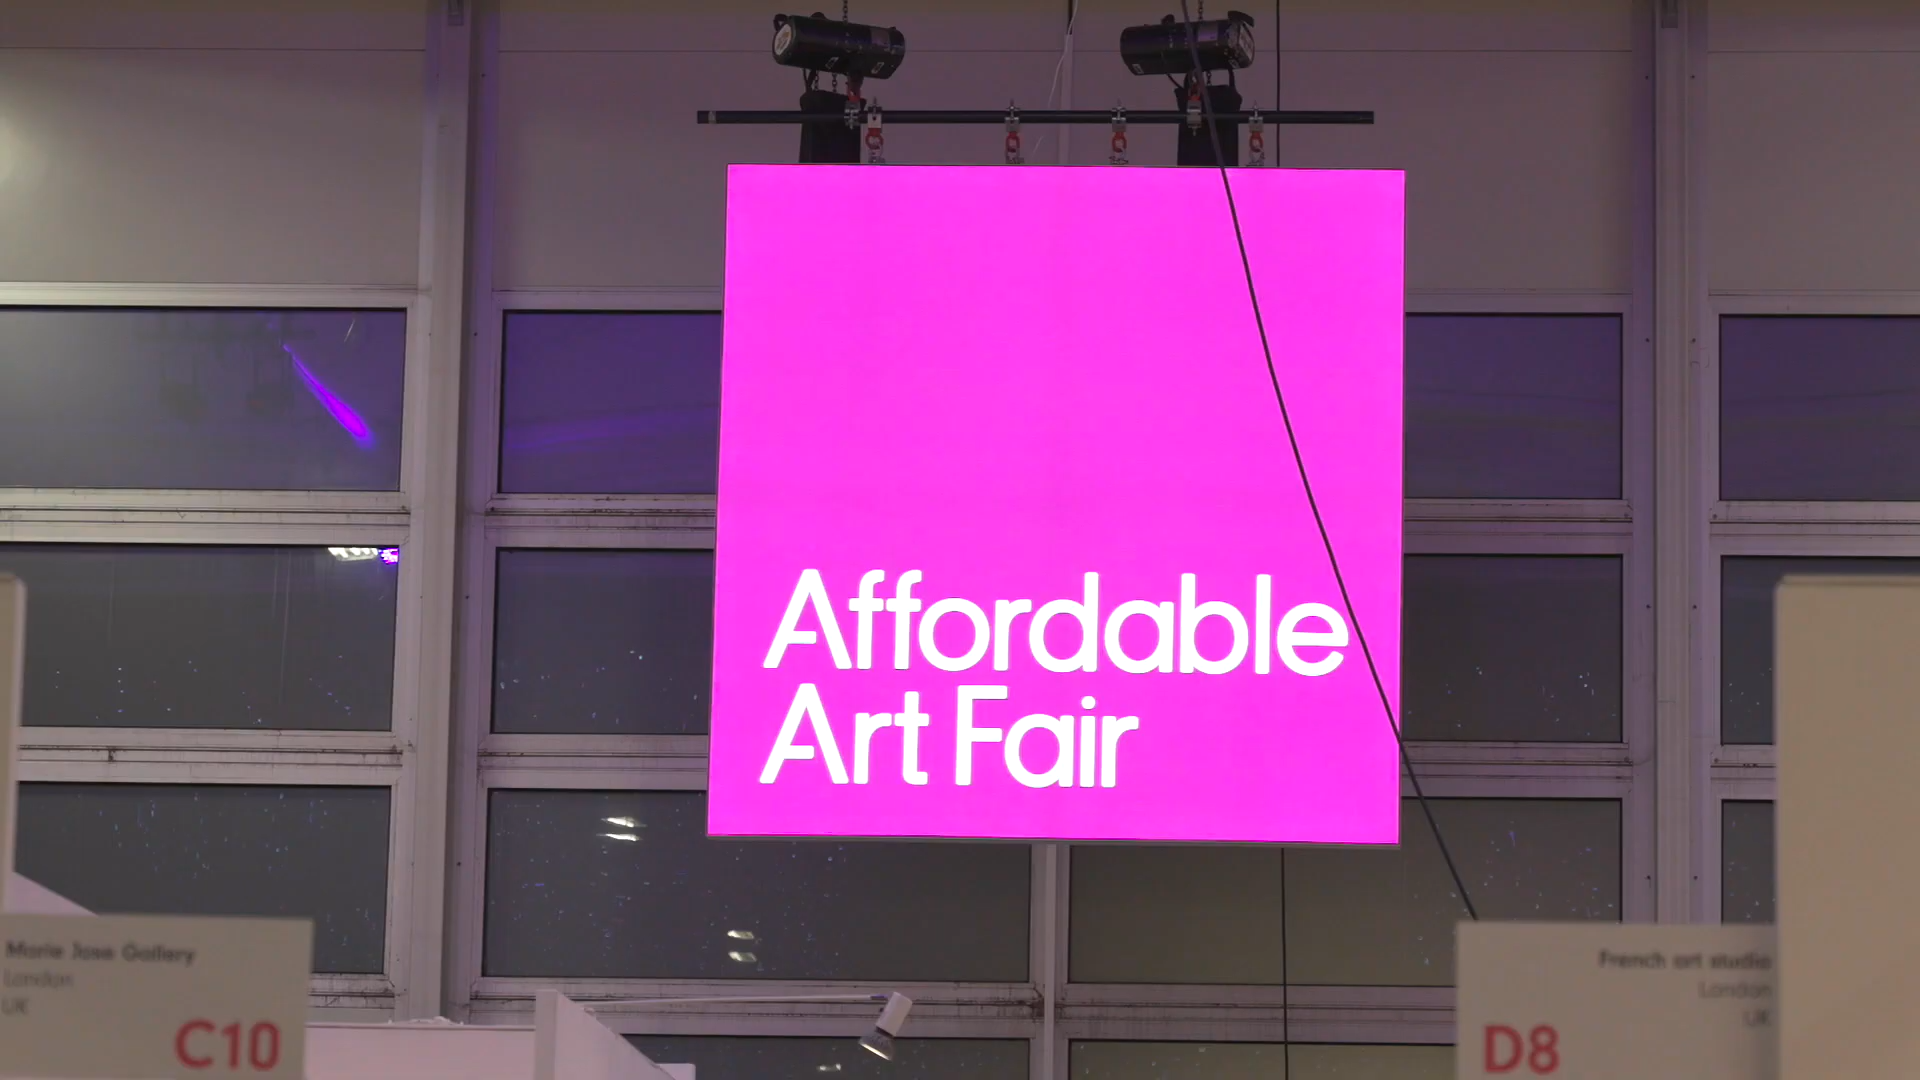 Affordable
Art Fair
Marie Jose Gallery
London
UK
C10
French art studio
London
UK
D8